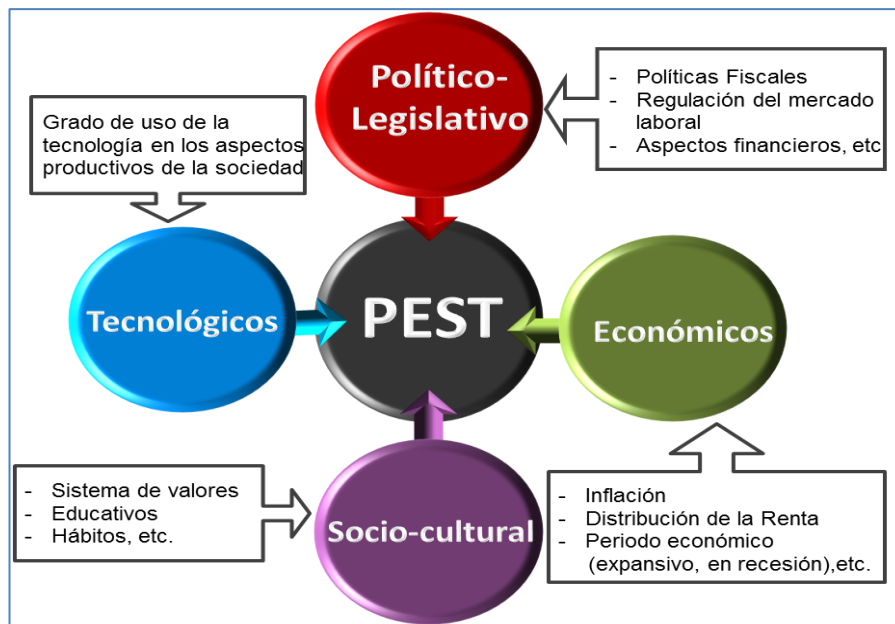 Político-
Legislativo
- Políticas Fiscales
- Regulación del mercado
laboral
- Aspectos financieros, etc
Grado de uso de la
tecnología en los aspectos
productivos de la sociedad
Tecnológicos
PEST
Económicos
- Sistema de valores
- Educativos
- Hábitos, etc.
Socio-cultural
- Inflación
- Distribución de la Renta
- Periodo económico
(expansivo, en recesión),etc.